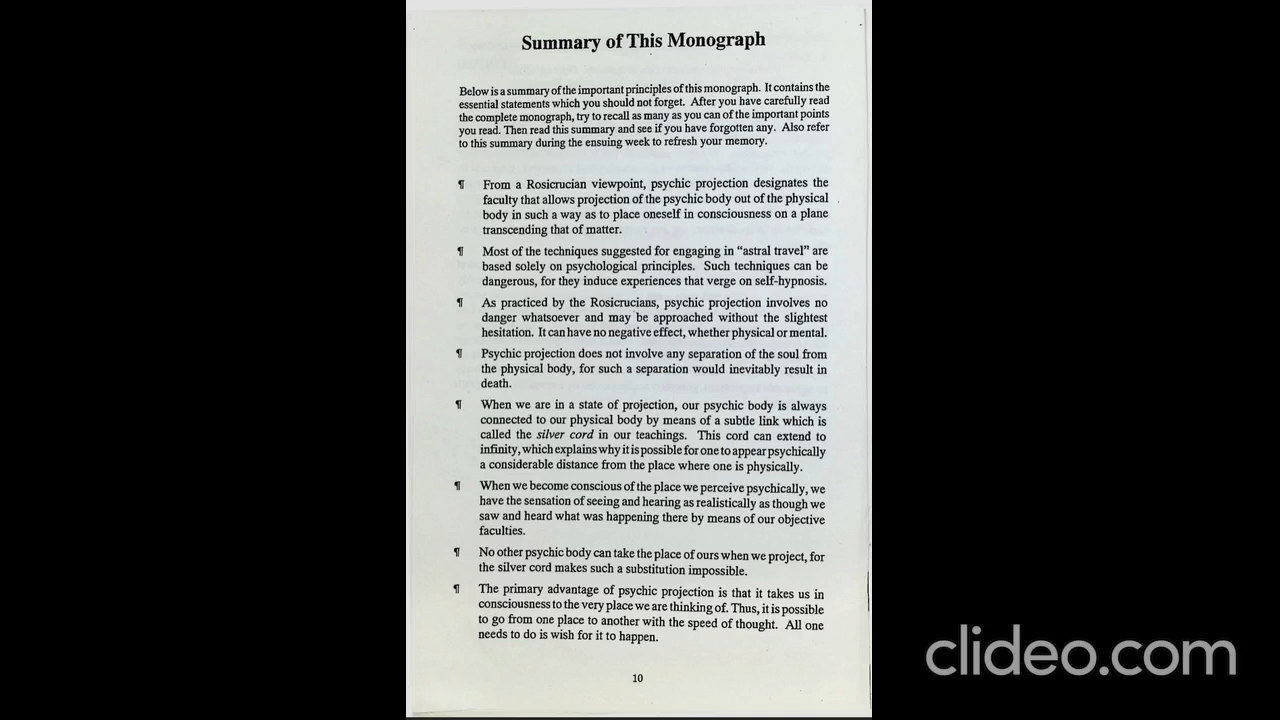 Summary of This Monograph
Below is a summary of the important principles of this monograph. It contains the
essential statements which you should not forget. After you have carefully read
the complete monograph, try to recall as many as you can of the important points
you read. Then read this summary and see if you have forgotten any. Also refer
to this summary during the ensuing week to refresh your memory.
¶ From a Rosicrucian viewpoint, psychic projection designates the
faculty that allows projection of the psychic body out of the physical
body in such a way as to place oneself in consciousness on a plane
transcending that of matter.
¶ Most of the techniques suggested for engaging in “astral travel” are
based solely on psychological principles. Such techniques can be
dangerous, for they induce experiences that verge on self-hypnosis.
¶ As practiced by the Rosicrucians, psychic projection involves no
danger whatsoever and may be approached without the slightest
hesitation. It can have no negative effect, whether physical or mental.
¶ Psychic projection does not involve any separation of the soul from
the physical body, for such a separation would inevitably result in
death.
¶ When we are in a state of projection, our psychic body is always
connected to our physical body by means of a subtle link which is
called the silver cord in our teachings. This cord can extend to
infinity, which explains why it is possible for one to appear psychically
a considerable distance from the place where one is physically.
¶ When we become conscious of the place we perceive psychically, we
have the sensation of seeing and hearing as realistically as though we
saw and heard what was happening there by means of our objective
faculties.
¶ No other psychic body can take the place of ours when we project, for
the silver cord makes such a substitution impossible.
¶ The primary advantage of psychic projection is that it takes us in
consciousness to the very place we are thinking of. Thus, it is possible
to go from one place to another with the speed of thought. All one
needs to do is wish for it to happen.
10
clideo.com